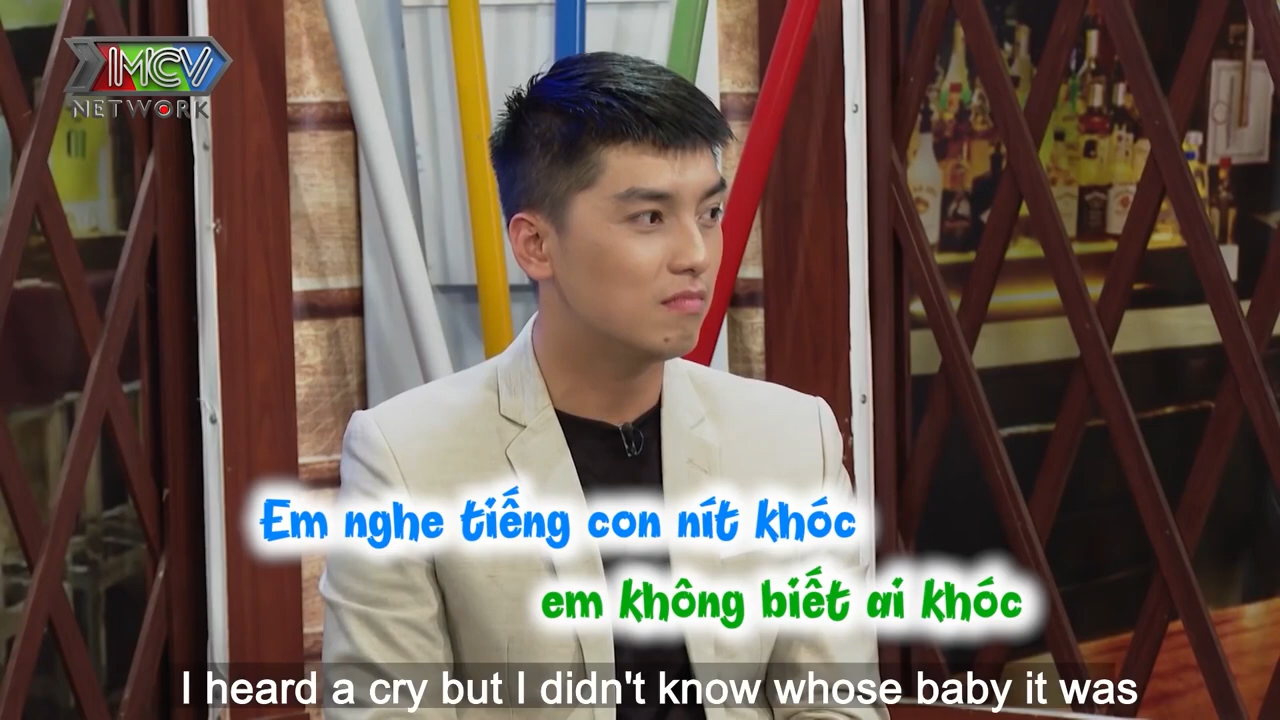 MCV
NETWORK
Em nghe tiếng con nít khóc
em không biết ai khóc
I heard a cry but I didn't know whose baby it was